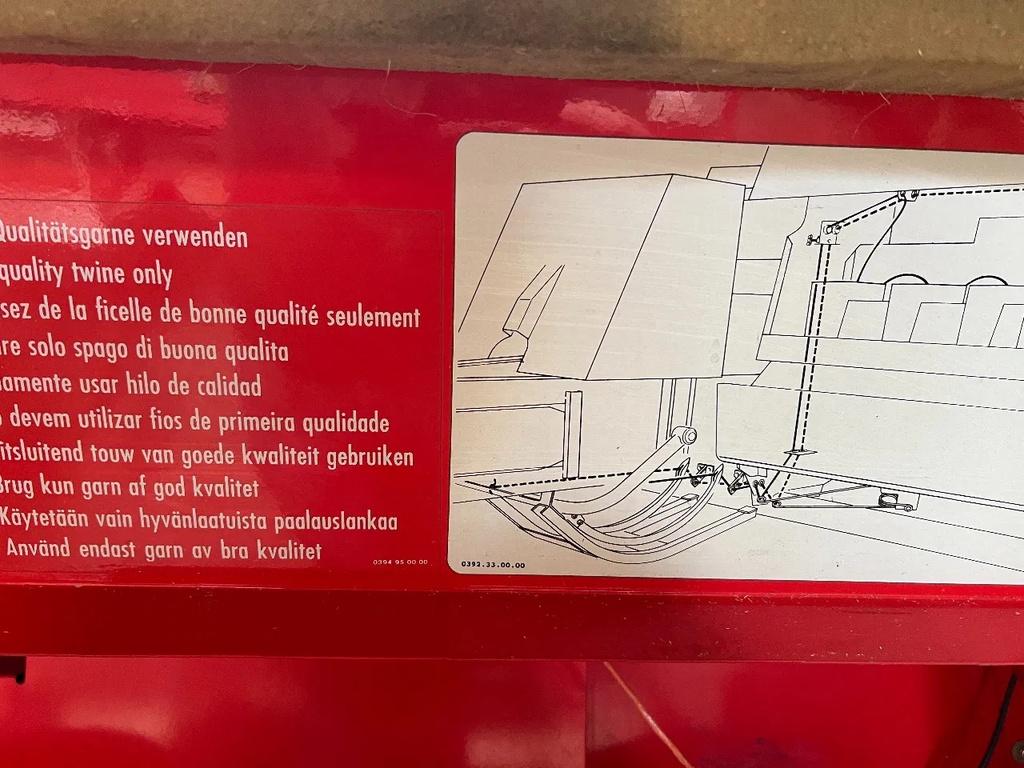 Qualitätsgarne verwenden
quality twine only
sez de la ficelle de bonne qualité seulement
re solo spago di buona qualita
amente usar hilo de calidad
devem utilizar fios de primeira qualidade
itsluitend touw van goede kwaliteit gebruiken
Brug kun garn af god kvalitet
Käytetään vain hyvänlaatuista paalauslankaa
Använd endast garn av bra kvalitet
0394 95 00 00
0392.33.00.00